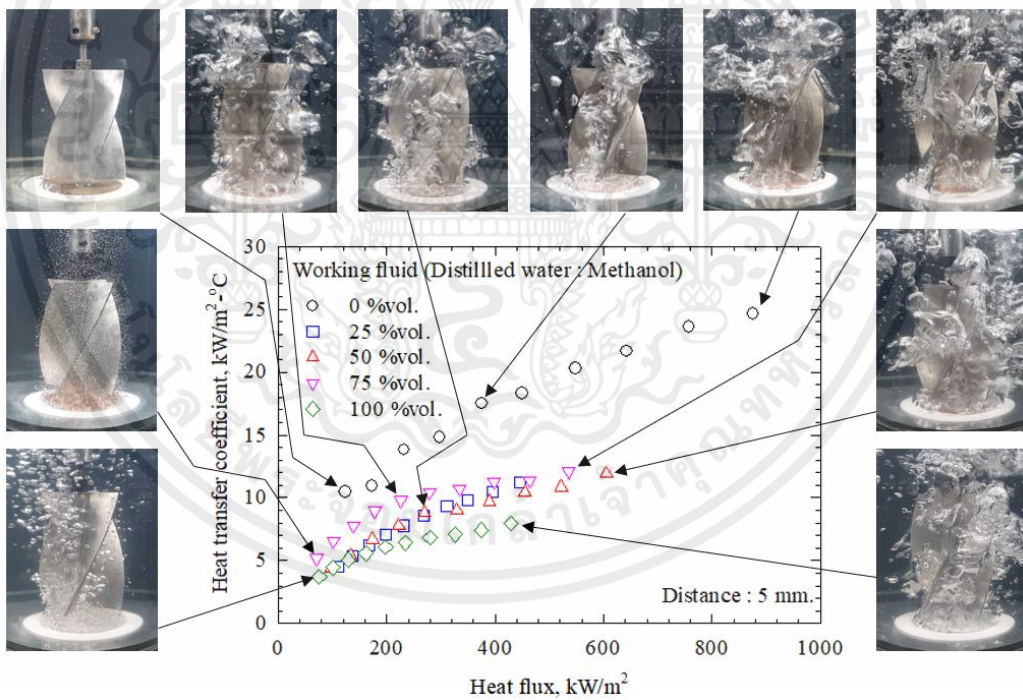 30
25
20
15
10
5
0
Heat transfer coefficient, kW/m²-°C
Working fluid (Distillled water : Methanol)
0 %vol.
25 %vol.
50 %vol.
75 %vol.
100 %vol.
Distance : 5 mm.
0 200 400 600 800 1000
Heat flux, kW/m²